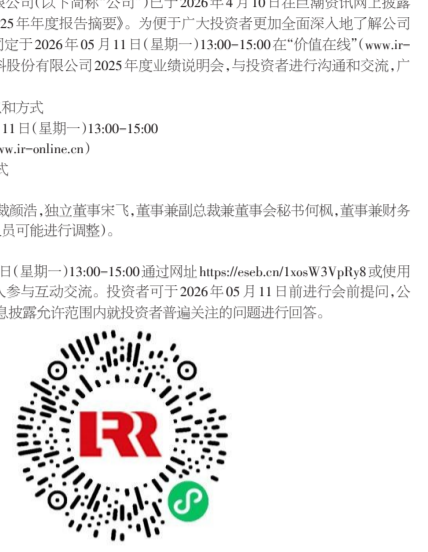 限公司(以下简称“公司”)已于2026年4月10日在巨潮资讯网上披露
25年年度报告摘要》。为便于广大投资者更加全面深入地了解公司
司定于2026年05月11日(星期一)13:00-15:00在“价值在线”(www.ir-
料股份有限公司2025年度业绩说明会,与投资者进行沟通和交流,广
和方式
11日(星期一)13:00-15:00
ww.ir-online.cn)
式
裁颜浩,独立董事宋飞,董事兼副总裁兼董事会秘书何枫,董事兼财务
员可能进行调整)。
日(星期一)13:00-15:00通过网址https://eseb.cn/1xosW3VpRy8或使用
人参与互动交流。投资者可于2026年05月11日前进行会前提问,公
息披露允许范围内就投资者普遍关注的问题进行回答。